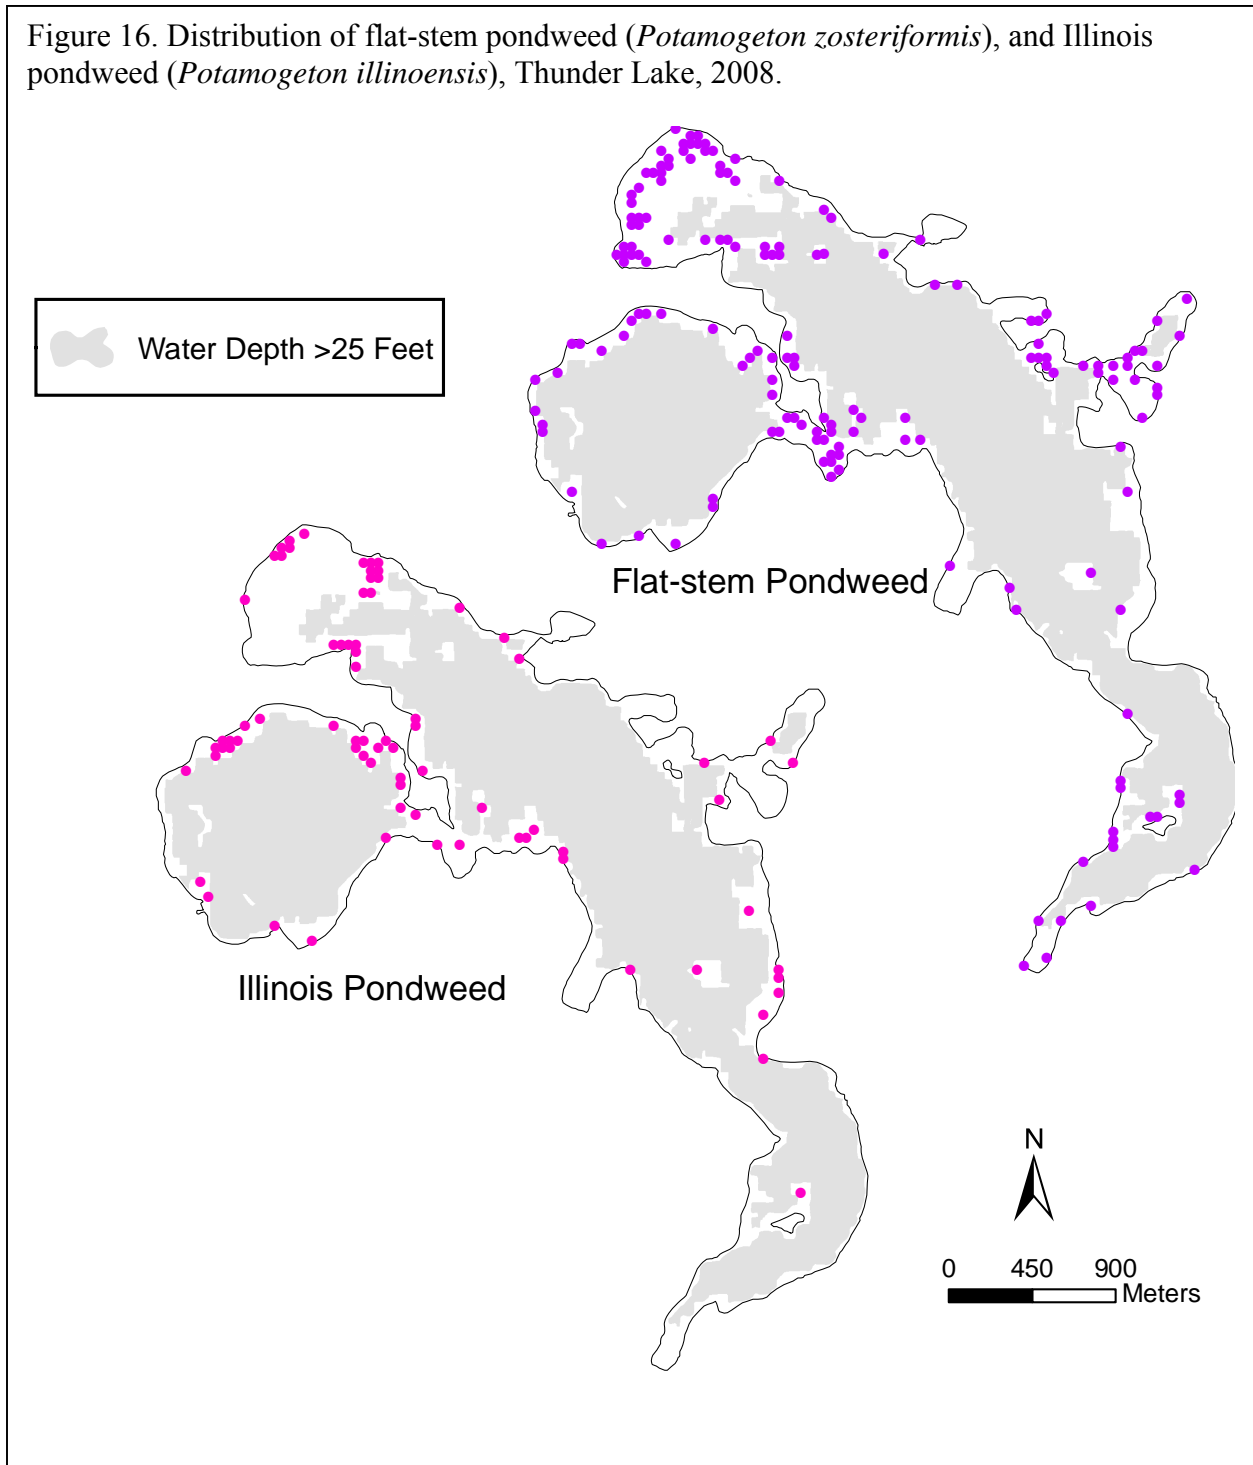 Figure 16. Distribution of flat-stem pondweed (Potamogeton zosteriformis), and Illinois
pondweed (Potamogeton illinoensis), Thunder Lake, 2008.
Water Depth >25 Feet
Flat-stem Pondweed
Illinois Pondweed
N
0 450 900
Meters